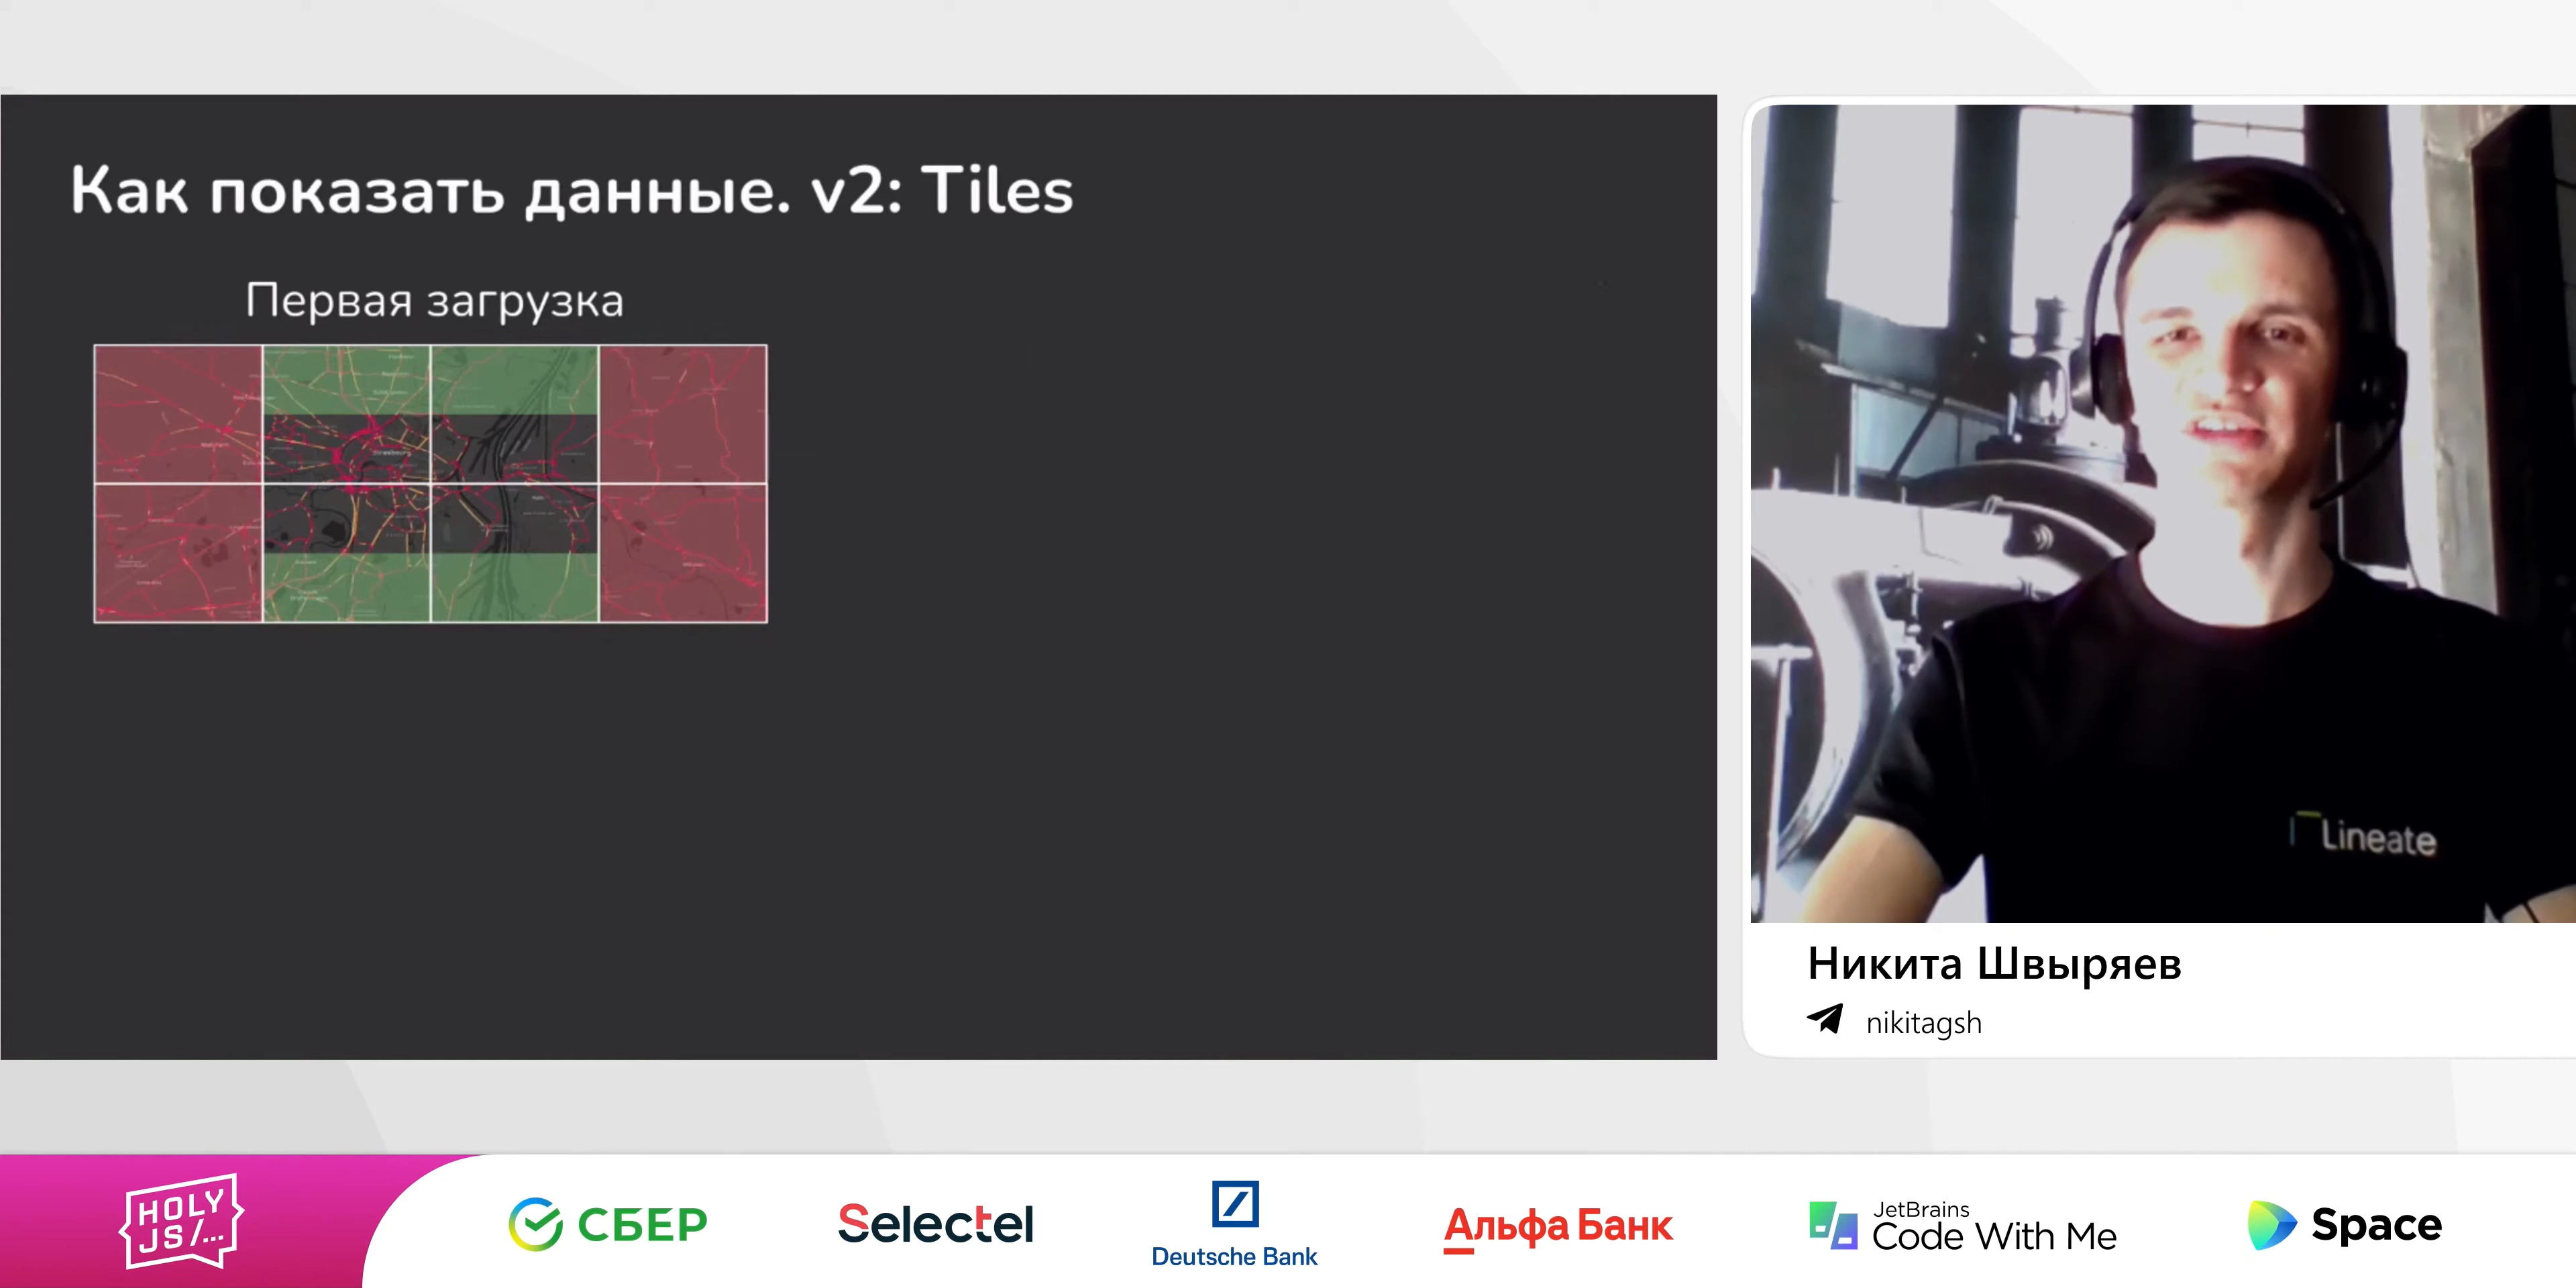 Как показать данные. v2: Tiles
Первая загрузка
Strasbourg
Lineate
Никита Швыряев
nikitagsh
HOLY
JS/...
СБЕР
Selectel
Deutsche Bank
Альфа Банк
JetBrains
Code With Me
Space